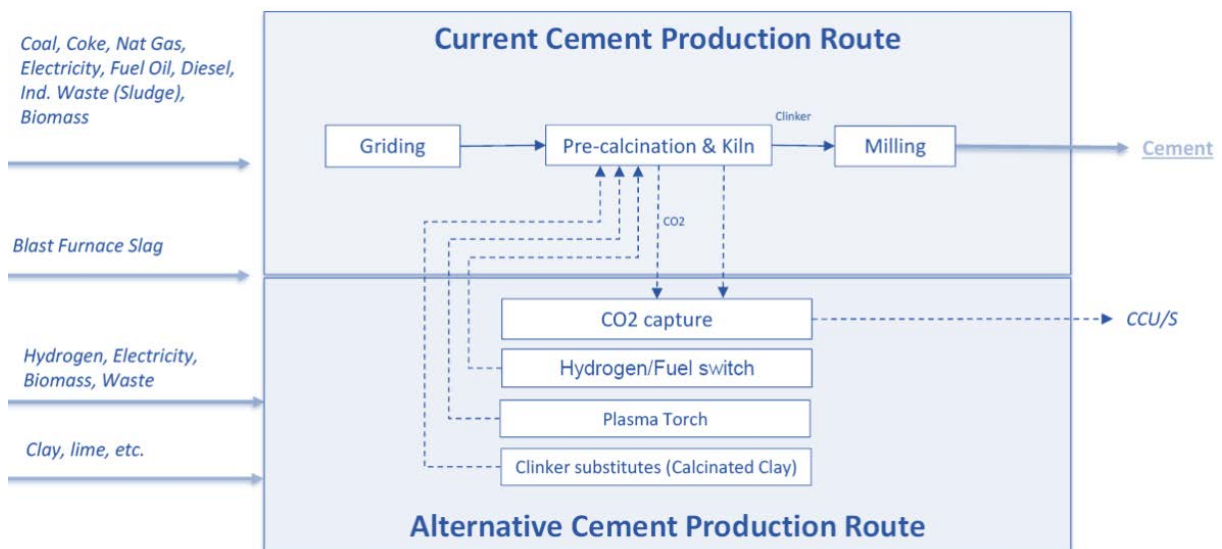 Current Cement Production Route
Coal, Coke, Nat Gas,
Electricity, Fuel Oil, Diesel,
Ind. Waste (Sludge),
Biomass
Griding
Pre-calcination & Kiln
Clinker
Milling
Cement
CO2
Blast Furnace Slag
CO2 capture
CCU/S
Hydrogen, Electricity,
Biomass, Waste
Hydrogen/Fuel switch
Plasma Torch
Clay, lime, etc.
Clinker substitutes (Calcinated Clay)
Alternative Cement Production Route